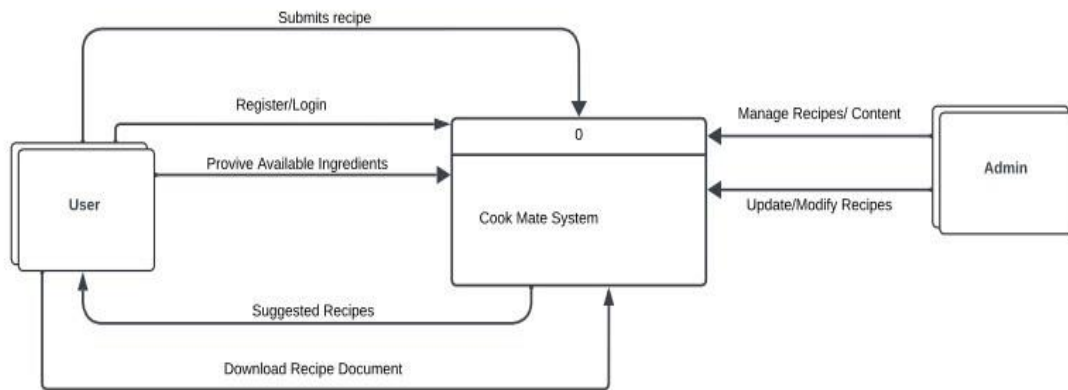 Submits recipe
Register/Login
Provive Available Ingredients
User
0
Cook Mate System
Manage Recipes/ Content
Admin
Update/Modify Recipes
Suggested Recipes
Download Recipe Document